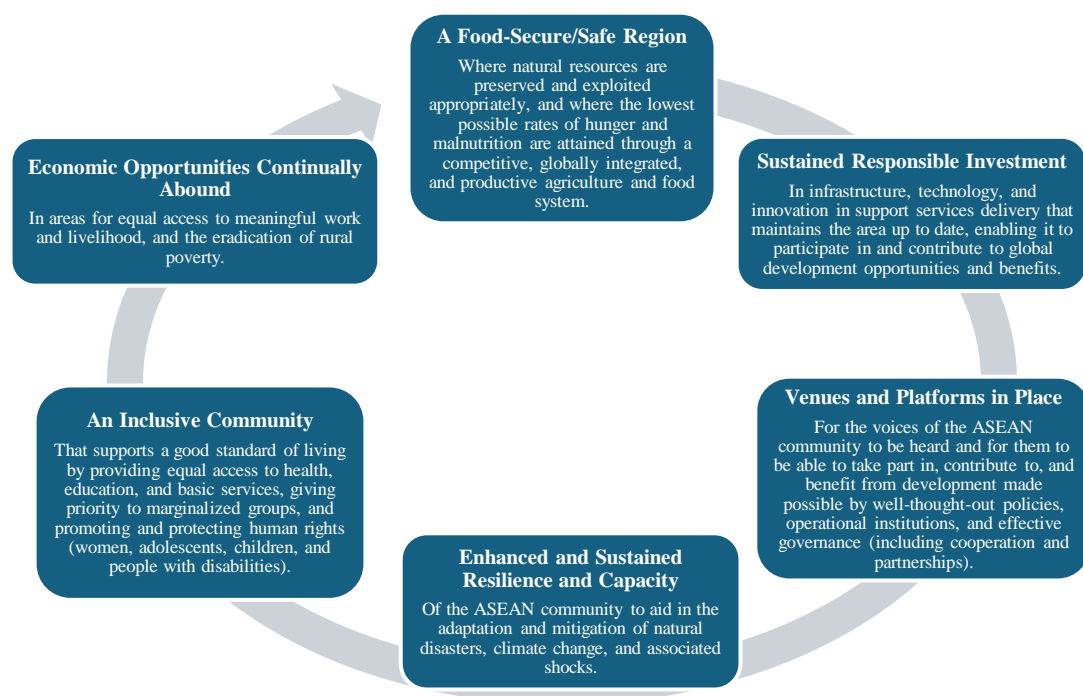 A Food-Secure/Safe Region
Where natural resources are
preserved and exploited
appropriately, and where the lowest
possible rates of hunger and
malnutrition are attained through a
competitive, globally integrated,
and productive agriculture and food
system.
Sustained Responsible Investment
In infrastructure, technology, and
innovation in support services delivery that
maintains the area up to date, enabling it to
participate in and contribute to global
development opportunities and benefits.
Venues and Platforms in Place
For the voices of the ASEAN
community to be heard and for them to
be able to take part in, contribute to, and
benefit from development made
possible by well-thought-out policies,
operational institutions, and effective
governance (including cooperation and
partnerships).
Enhanced and Sustained
Resilience and Capacity
Of the ASEAN community to aid in the
adaptation and mitigation of natural
disasters, climate change, and associated
shocks.
An Inclusive Community
That supports a good standard of living
by providing equal access to health,
education, and basic services, giving
priority to marginalized groups, and
promoting and protecting human rights
(women, adolescents, children, and
people with disabilities).
Economic Opportunities Continually
Abound
In areas for equal access to meaningful work
and livelihood, and the eradication of rural
poverty.